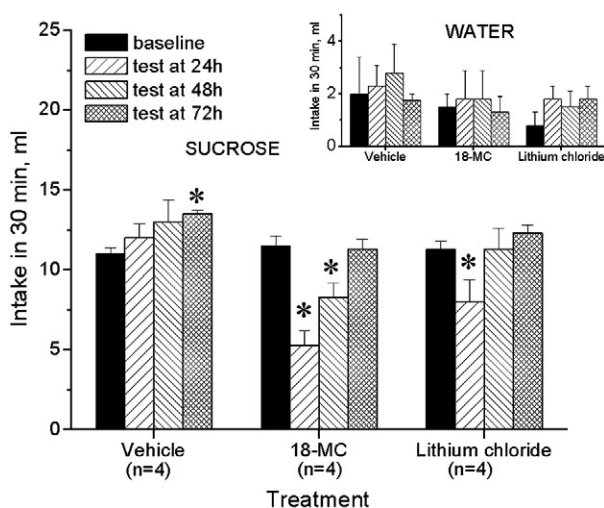 25
20
15
10
5
0
Intake in 30 min, ml
baseline
test at 24h
test at 48h
test at 72h
SUCROSE
*
*
*
*
Vehicle
(n=4)
18-MC
(n=4)
Lithium chloride
(n=4)
Treatment
WATER
4
2
0
Intake in 30 min, ml
Vehicle
18-MC
Lithium chloride